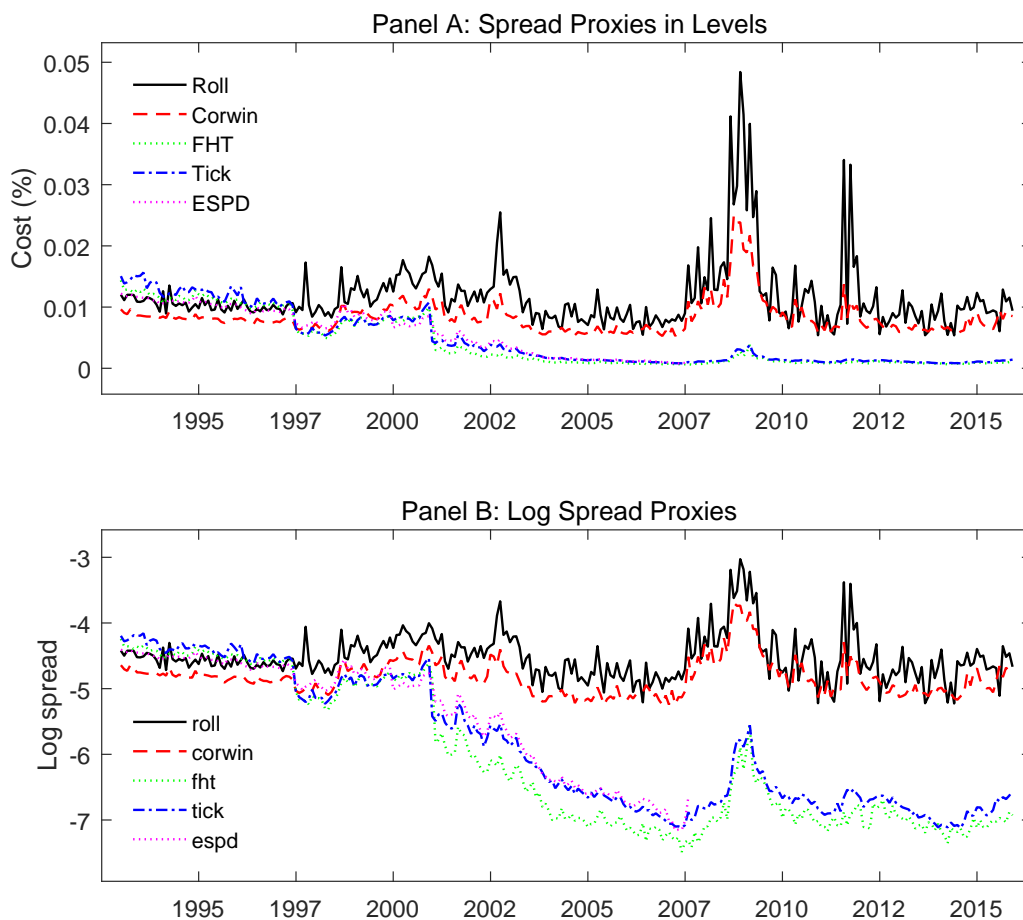 Panel A: Spread Proxies in Levels
0.05
0.04
0.03
0.02
0.01
0
Cost (%)
Roll
Corwin
FHT
Tick
ESPD
1995 1997 2000 2002 2005 2007 2010 2012 2015
Panel B: Log Spread Proxies
-3
-4
-5
-6
-7
Log spread
roll
corwin
fht
tick
espd
1995 1997 2000 2002 2005 2007 2010 2012 2015